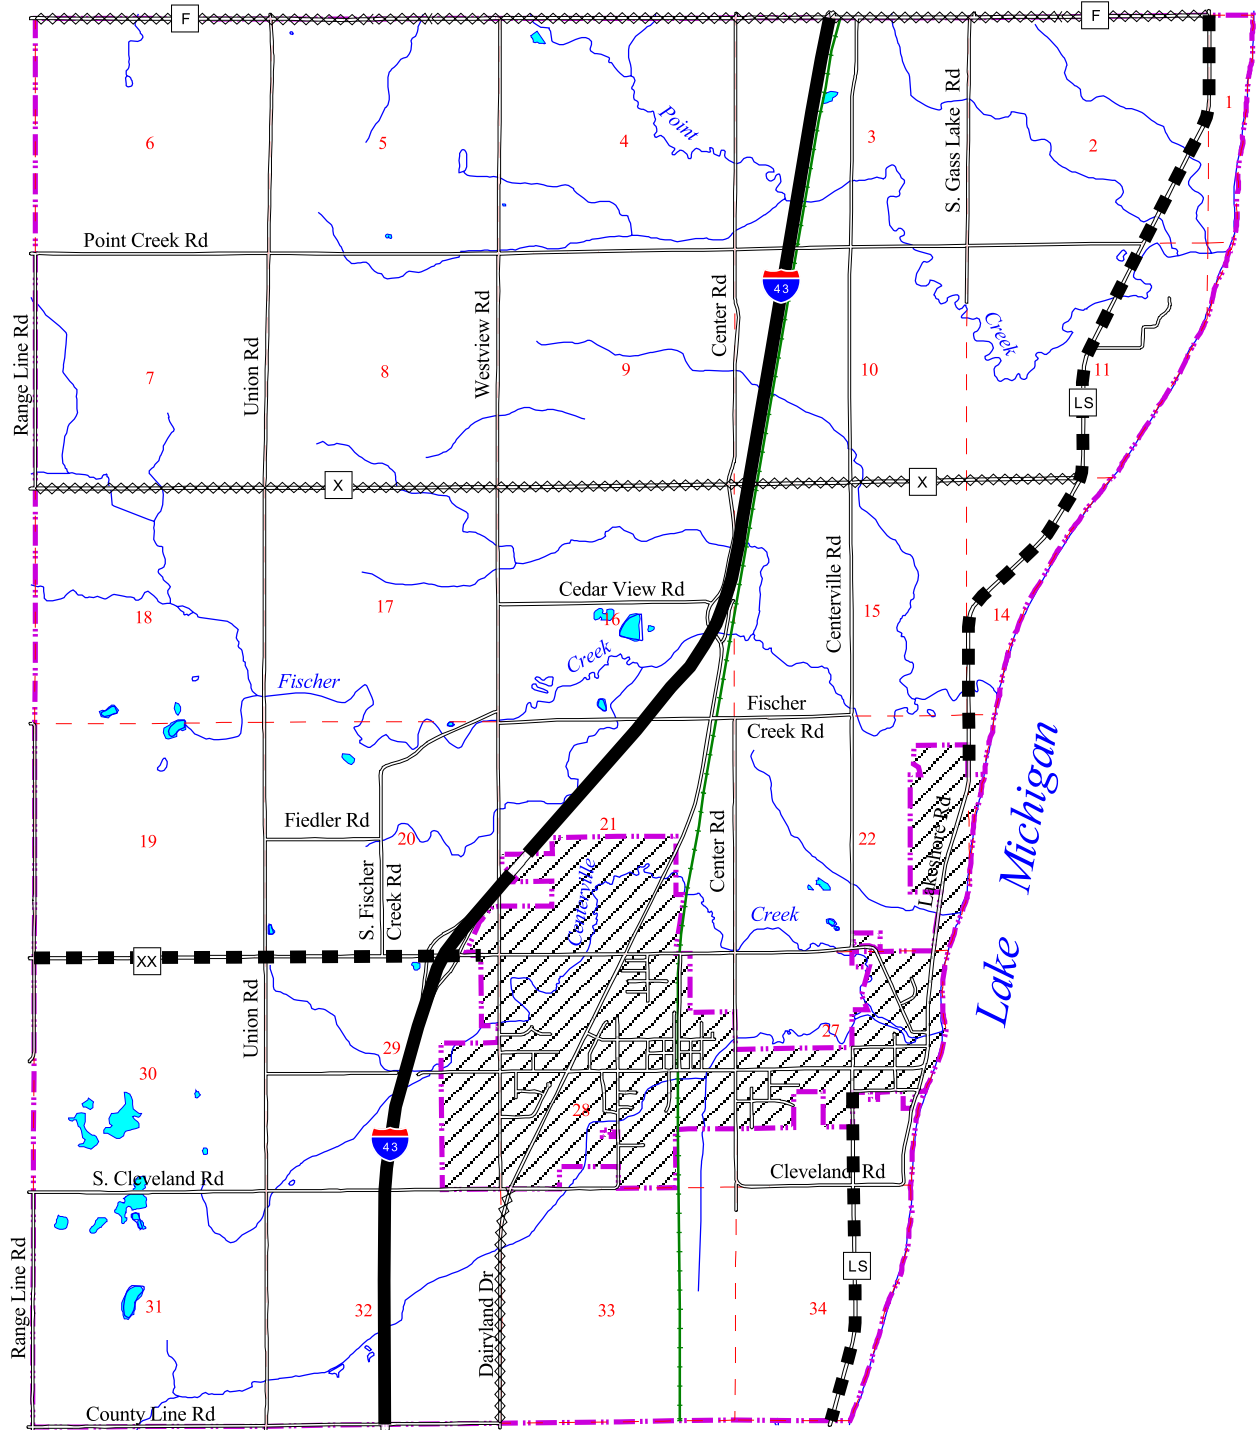 F
F
1
6
5
4
Point
3
S. Gass Lake Rd
2
Point Creek Rd
43
Range Line Rd
Union Rd
Westview Rd
Center Rd
Creek
7
8
9
10
11
LS
X
X
Cedar View Rd
Centerville Rd
18
17
16
15
14
Creek
Fischer
Fischer
Creek Rd
Lake Michigan
Fiedler Rd
19
20
21
Center Rd
22
Lakeshore Rd
S. Fischer
Creek Rd
Centerville
Creek
XX
Union Rd
29
27
30
28
43
S. Cleveland Rd
Cleveland Rd
Range Line Rd
LS
31
32
Dairyland Dr
33
34
County Line Rd